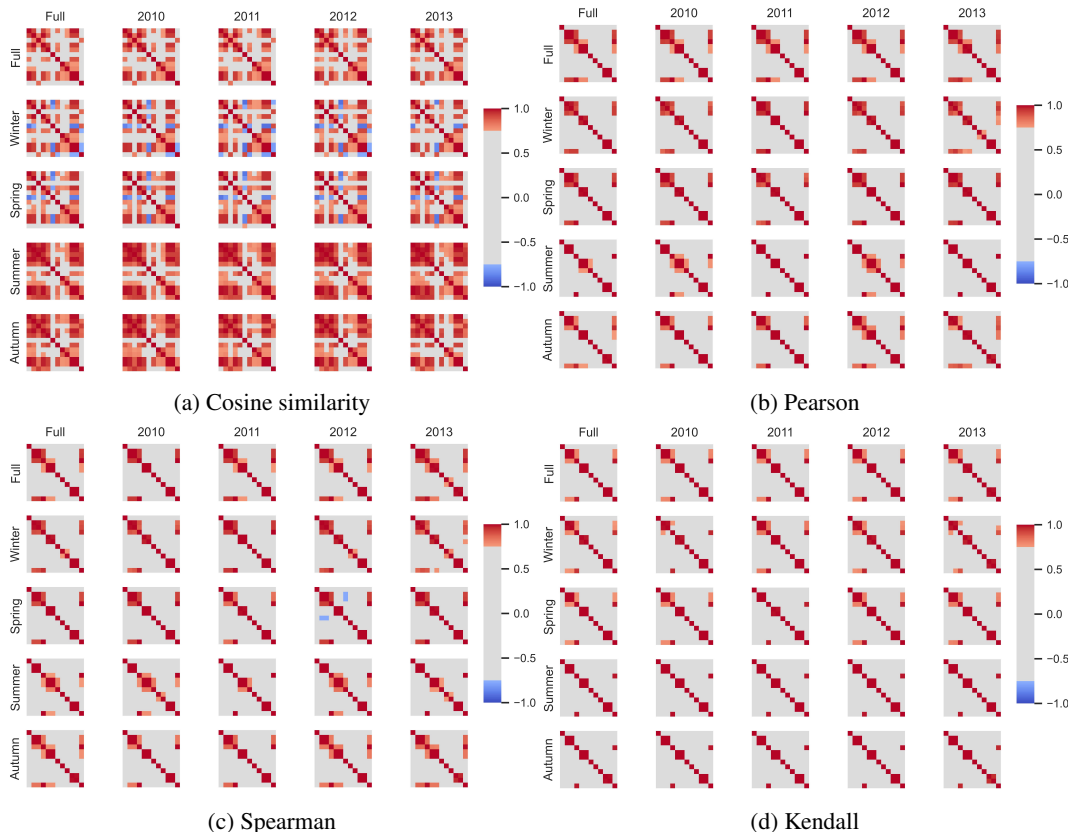 Full 2010 2011 2012 2013
Full
Winter
Spring
Summer
Autumn
1.0
0.5
0.0
−0.5
−1.0
(a) Cosine similarity
Full 2010 2011 2012 2013
Full
Winter
Spring
Summer
Autumn
1.0
0.5
0.0
−0.5
−1.0
(b) Pearson
Full 2010 2011 2012 2013
Full
Winter
Spring
Summer
Autumn
1.0
0.5
0.0
−0.5
−1.0
(c) Spearman
Full 2010 2011 2012 2013
Full
Winter
Spring
Summer
Autumn
1.0
0.5
0.0
−0.5
−1.0
(d) Kendall